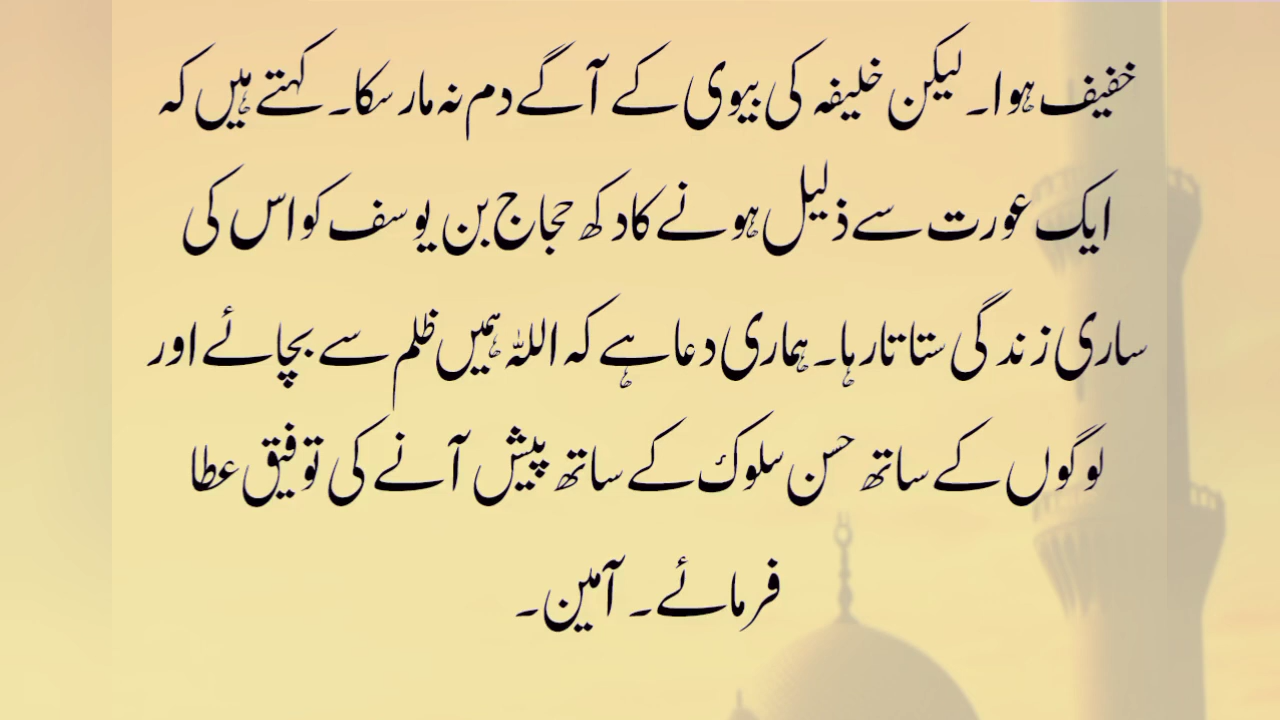 خفیف ہوا۔ لیکن خلیفہ کی بیوی کے آگے دم نہ مار سکا۔ کہتے ہیں کہ
ایک عورت سے ذلیل ہونے کا دکھ حجاج بن یوسف کو اس کی
ساری زندگی ستاتا رہا۔ ہماری دعا ہے کہ اللہ ہمیں ظلم سے بچائے اور
لوگوں کے ساتھ حسن سلوک کے ساتھ پیش آنے کی توفیق عطا
فرمائے۔ آمین۔